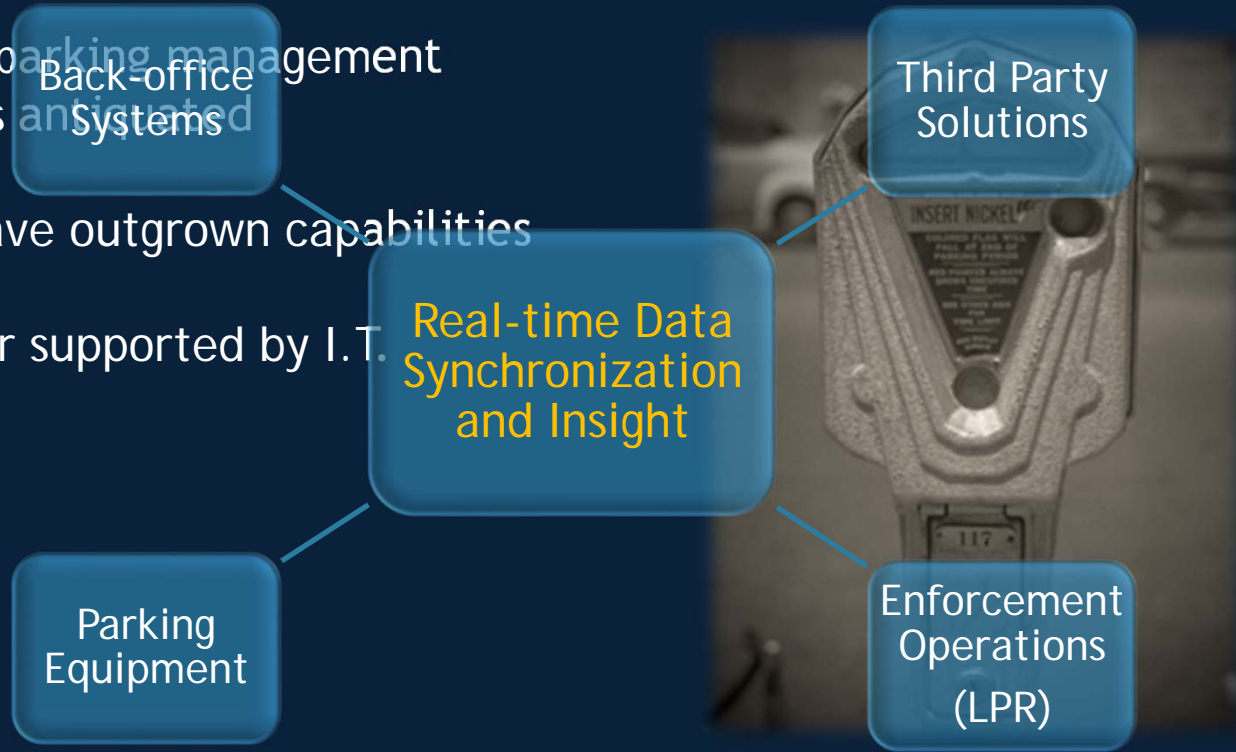 parking management
Back-office
Systems
antiquated
Third Party
Solutions
INSERT NICKEL
outgrown capabilities
Real-time Data
Synchronization
and Insight
supported by I.T.
117
Parking
Equipment
Enforcement
Operations
(LPR)